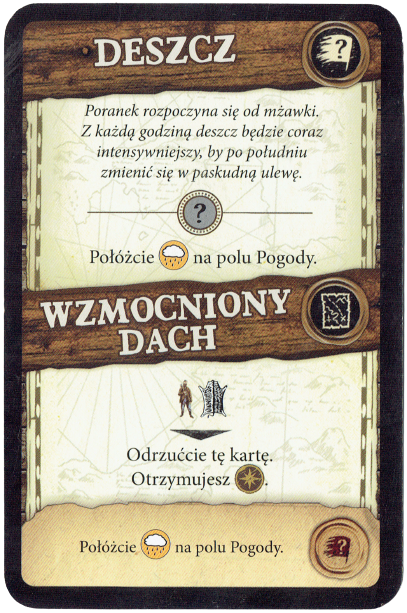 DESZCZ
?
Poranek rozpoczyna się od mżawki.
Z każdą godziną deszcz będzie coraz
intensywniejszy, by po południu
zmienić się w paskudną ulewę.
?
Połóżcie na polu Pogody.
WZMOCNIONY
DACH
Odrzućcie tę kartę.
Otrzymujesz .
Połóżcie na polu Pogody.
?